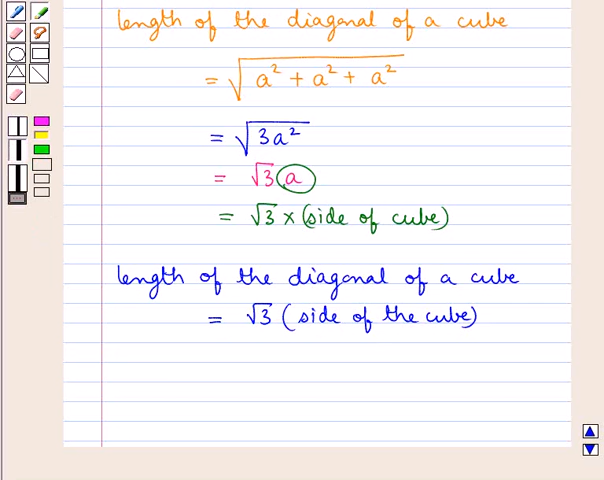 length of the diagonal of a cube
= √a² + a² + a²
= √3a²
= √3 a
= √3 × (side of cube)
length of the diagonal of a cube
= √3 (side of the cube)